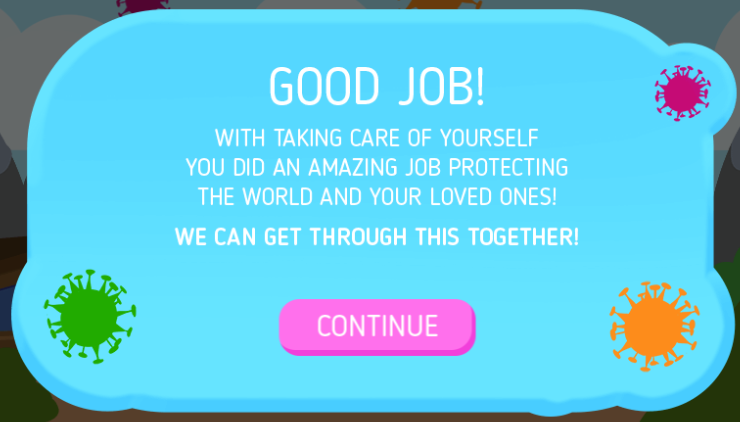 GOOD JOB!
WITH TAKING CARE OF YOURSELF
YOU DID AN AMAZING JOB PROTECTING
THE WORLD AND YOUR LOVED ONES!
WE CAN GET THROUGH THIS TOGETHER!
CONTINUE